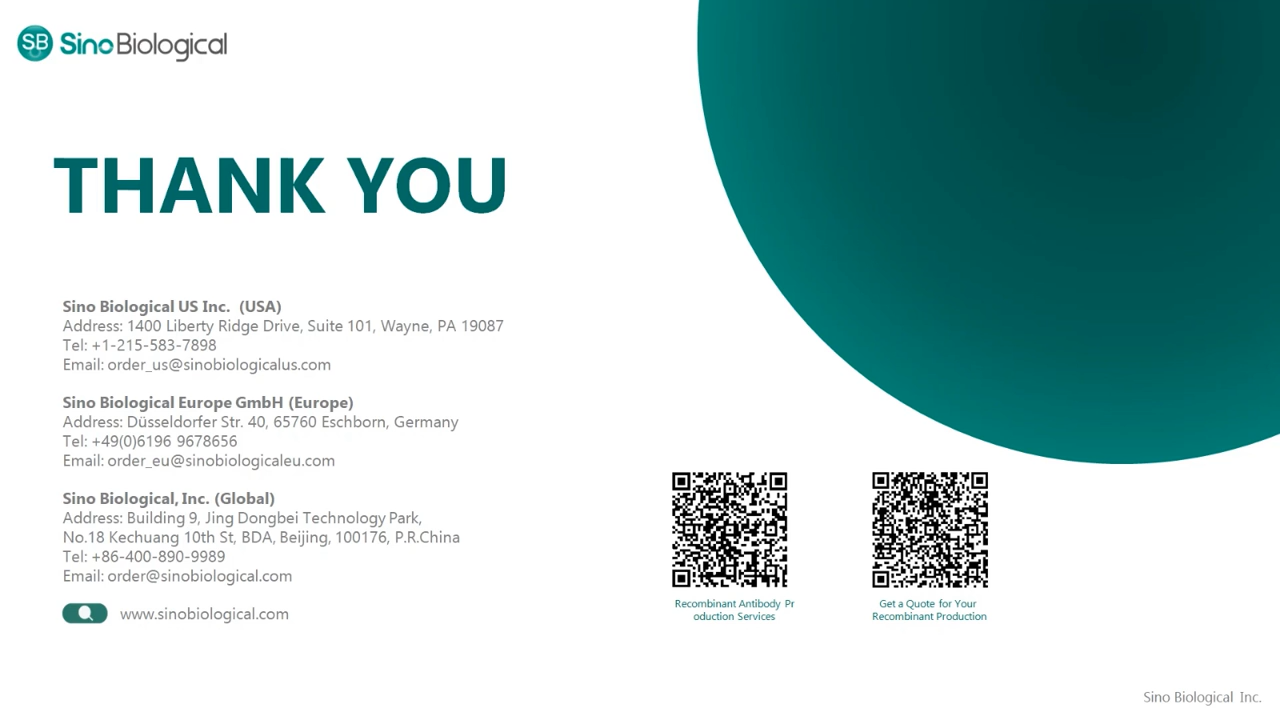 SB SinoBiological
THANK YOU
Sino Biological US Inc. (USA)
Address: 1400 Liberty Ridge Drive, Suite 101, Wayne, PA 19087
Tel: +1-215-583-7898
Email: order_us@sinobiologicalus.com
Sino Biological Europe GmbH (Europe)
Address: Düsseldorfer Str. 40, 65760 Eschborn, Germany
Tel: +49(0)6196 9678656
Email: order_eu@sinobiologicaleu.com
Sino Biological, Inc. (Global)
Address: Building 9, Jing Dongbei Technology Park,
No.18 Kechuang 10th St, BDA, Beijing, 100176, P.R.China
Tel: +86-400-890-9989
Email: order@sinobiological.com
www.sinobiological.com
Recombinant Antibody Pr
oduction Services
Get a Quote for Your
Recombinant Production
Sino Biological Inc.